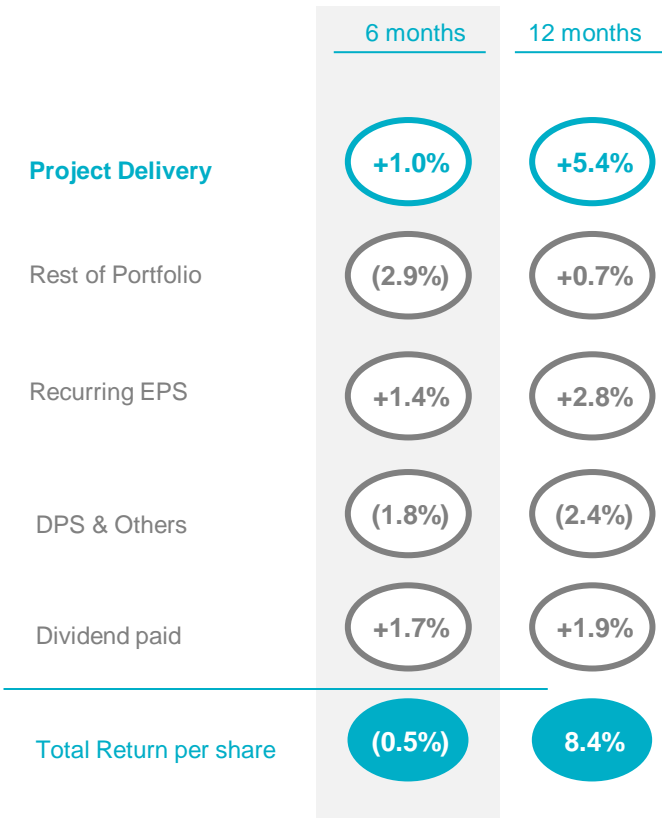 6 months 12 months
Project Delivery +1.0% +5.4%
Rest of Portfolio (2.9%) +0.7%
Recurring EPS +1.4% +2.8%
DPS & Others (1.8%) (2.4%)
Dividend paid +1.7% +1.9%
Total Return per share (0.5%) 8.4%